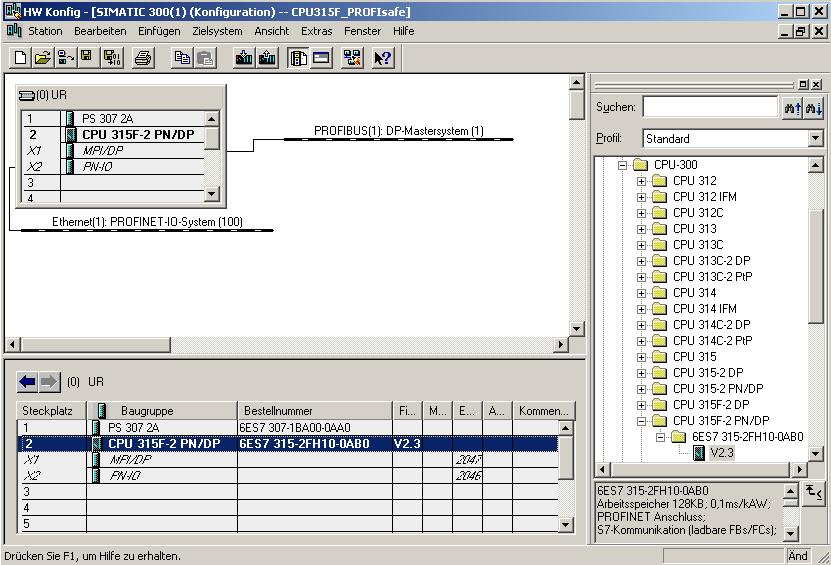 HW Konfig - [SIMATIC 300(1) (Konfiguration) -- CPU315F_PROFIsafe]
Station Bearbeiten Einfügen Zielsystem Ansicht Extras Fenster Hilfe
(0) UR
1 PS 307 2A
2 CPU 315F-2 PN/DP
X1 MPI/DP
X2 PN-IO
3
4
PROFIBUS(1): DP-Mastersystem (1)
Ethernet(1): PROFINET-IO-System (100)
Suchen:
Profil: Standard
CPU-300
CPU 312
CPU 312 IFM
CPU 312C
CPU 313
CPU 313C
CPU 313C-2 DP
CPU 313C-2 PtP
CPU 314
CPU 314 IFM
CPU 314C-2 DP
CPU 314C-2 PtP
CPU 315
CPU 315-2 DP
CPU 315-2 PN/DP
CPU 315F-2 DP
CPU 315F-2 PN/DP
6ES7 315-2FH10-0AB0
V2.3
(0) UR
Steckplatz Baugruppe Bestellnummer Fi... M... E... A... Kommen...
1 PS 307 2A 6ES7 307-1BA00-0AA0
2 CPU 315F-2 PN/DP 6ES7 315-2FH10-0AB0 V2.3
X1 MPI/DP 2047
X2 PN-IO 2046
3
4
5
6ES7 315-2FH10-0AB0
Arbeitsspeicher 128KB; 0,1ms/kAW;
PROFINET Anschluss;
S7-Kommunikation (ladbare FBs/FCs);
Drücken Sie F1, um Hilfe zu erhalten.
Änd